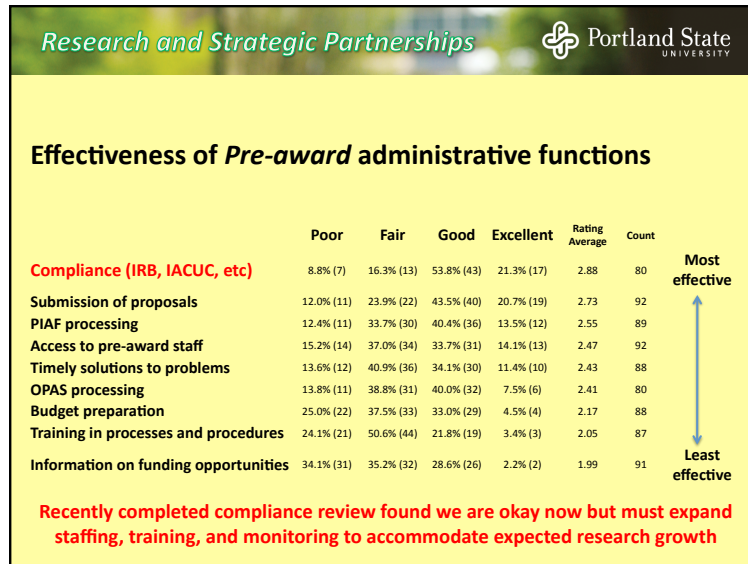 Research and Strategic Partnerships
Portland State
UNIVERSITY
Effectiveness of Pre-award administrative functions
Poor Fair Good Excellent Rating Average Count
Compliance (IRB, IACUC, etc) 8.8% (7) 16.3% (13) 53.8% (43) 21.3% (17) 2.88 80
Most effective
Submission of proposals 12.0% (11) 23.9% (22) 43.5% (40) 20.7% (19) 2.73 92
PIAF processing 12.4% (11) 33.7% (30) 40.4% (36) 13.5% (12) 2.55 89
Access to pre-award staff 15.2% (14) 37.0% (34) 33.7% (31) 14.1% (13) 2.47 92
Timely solutions to problems 13.6% (12) 40.9% (36) 34.1% (30) 11.4% (10) 2.43 88
OPAS processing 13.8% (11) 38.8% (31) 40.0% (32) 7.5% (6) 2.41 80
Budget preparation 25.0% (22) 37.5% (33) 33.0% (29) 4.5% (4) 2.17 88
Training in processes and procedures 24.1% (21) 50.6% (44) 21.8% (19) 3.4% (3) 2.05 87
Information on funding opportunities 34.1% (31) 35.2% (32) 28.6% (26) 2.2% (2) 1.99 91
Least effective
Recently completed compliance review found we are okay now but must expand
staffing, training, and monitoring to accommodate expected research growth